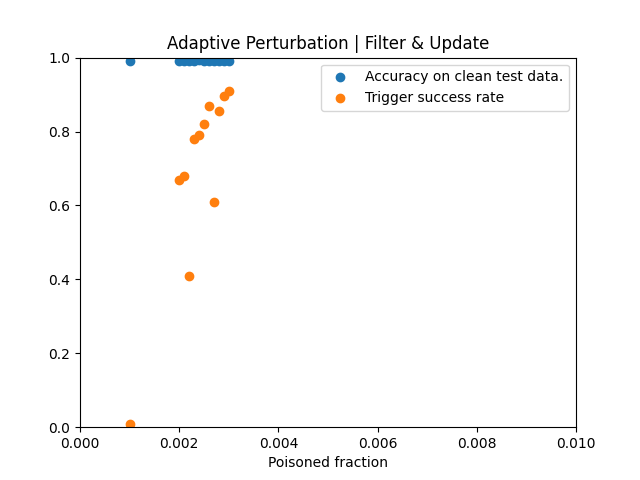 Adaptive Perturbation | Filter & Update
1.0
Accuracy on clean test data.
Trigger success rate
0.8
0.6
0.4
0.2
0.0
0.000 0.002 0.004 0.006 0.008 0.010
Poisoned fraction